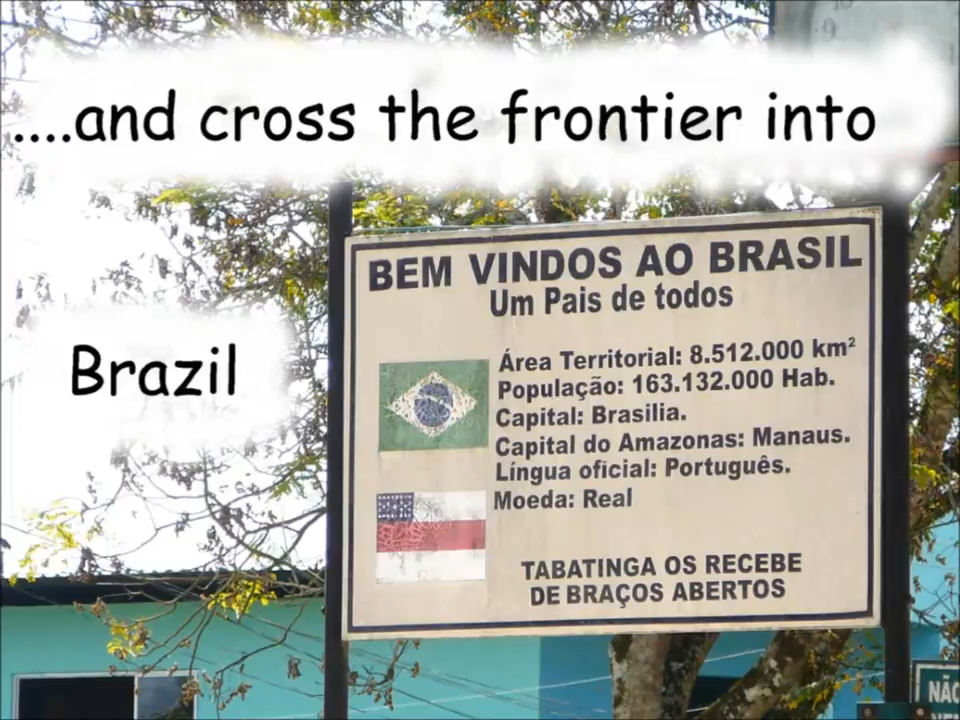 ....and cross the frontier into
Brazil
BEM VINDOS AO BRASIL
Um Pais de todos
Área Territorial: 8.512.000 km²
População: 163.132.000 Hab.
Capital: Brasilia.
Capital do Amazonas: Manaus.
Língua oficial: Português.
Moeda: Real
TABATINGA OS RECEBE
DE BRAÇOS ABERTOS
NÃO